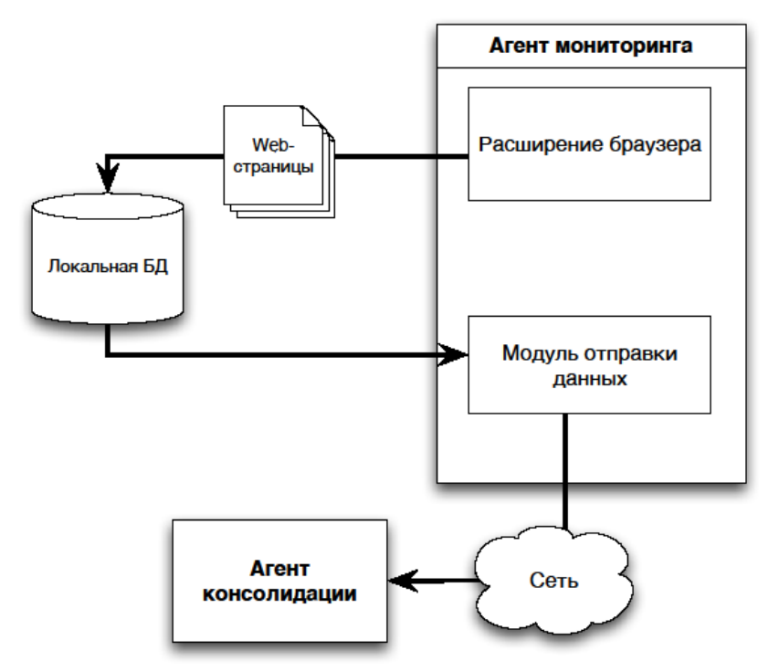 Агент мониторинга
Расширение браузера
Web-
страницы
Локальная БД
Модуль отправки
данных
Агент
консолидации
Сеть